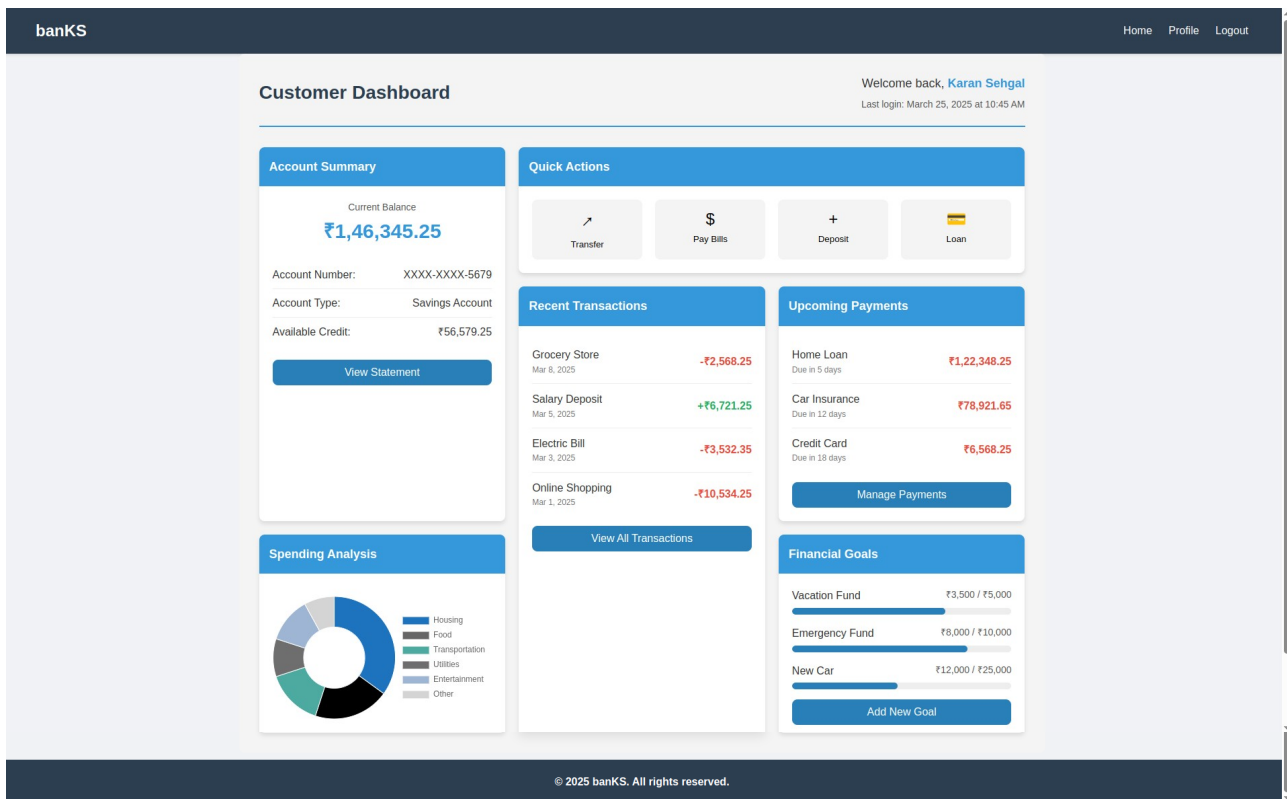 banKS
Home Profile Logout
Customer Dashboard
Welcome back, Karan Sehgal
Last login: March 25, 2025 at 10:45 AM
Account Summary
Current Balance
₹1,46,345.25
Account Number: XXXX-XXXX-5679
Account Type: Savings Account
Available Credit: ₹56,579.25
View Statement
Quick Actions
Transfer
$
Pay Bills
+
Deposit
Loan
Recent Transactions
Grocery Store -₹2,568.25
Mar 8, 2025
Salary Deposit +₹6,721.25
Mar 5, 2025
Electric Bill -₹3,532.35
Mar 3, 2025
Online Shopping -₹10,534.25
Mar 1, 2025
View All Transactions
Upcoming Payments
Home Loan ₹1,22,348.25
Due in 5 days
Car Insurance ₹78,921.65
Due in 12 days
Credit Card ₹6,568.25
Due in 18 days
Manage Payments
Spending Analysis
Housing
Food
Transportation
Utilities
Entertainment
Other
Financial Goals
Vacation Fund ₹3,500 / ₹5,000
Emergency Fund ₹8,000 / ₹10,000
New Car ₹12,000 / ₹25,000
Add New Goal
© 2025 banKS. All rights reserved.